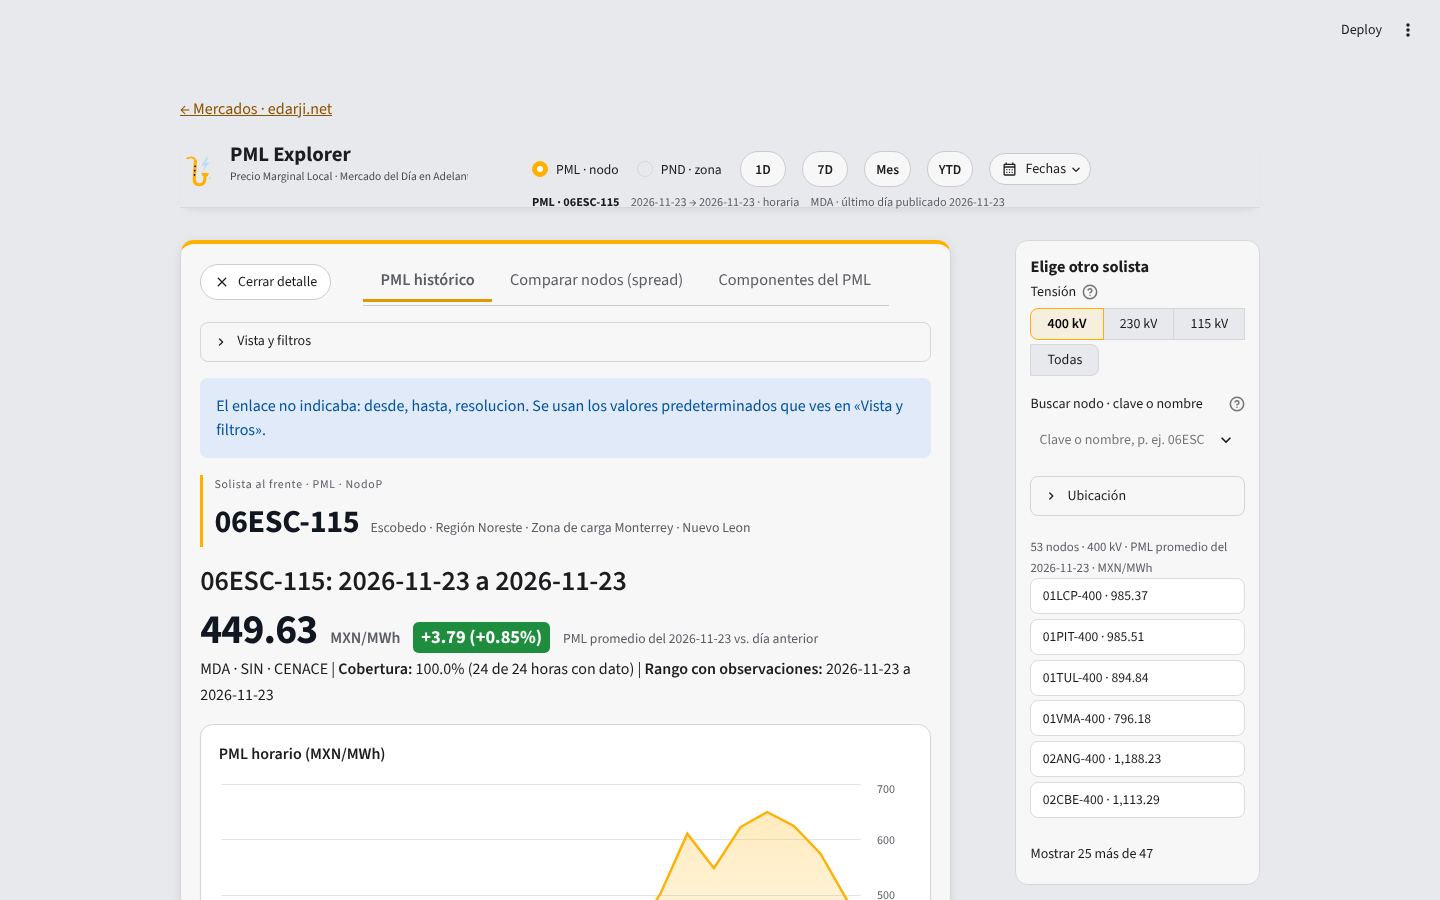 Deploy
← Mercados · edarji.net
PML Explorer
Precio Marginal Local · Mercado del Día en Adelan
PML · nodo
PND · zona
1D
7D
Mes
YTD
Fechas
PML · 06ESC-115 2026-11-23 → 2026-11-23 · horaria MDA · último día publicado 2026-11-23
Cerrar detalle
PML histórico
Comparar nodos (spread)
Componentes del PML
Vista y filtros
El enlace no indicaba: desde, hasta, resolucion. Se usan los valores predeterminados que ves en «Vista y
filtros».
Solista al frente · PML · NodoP
06ESC-115 Escobedo · Región Noreste · Zona de carga Monterrey · Nuevo Leon
06ESC-115: 2026-11-23 a 2026-11-23
449.63 MXN/MWh +3.79 (+0.85%) PML promedio del 2026-11-23 vs. día anterior
MDA · SIN · CENACE | Cobertura: 100.0% (24 de 24 horas con dato) | Rango con observaciones: 2026-11-23 a
2026-11-23
PML horario (MXN/MWh)
700
600
500
Elige otro solista
Tensión
400 kV
230 kV
115 kV
Todas
Buscar nodo · clave o nombre
Clave o nombre, p. ej. 06ESC
Ubicación
53 nodos · 400 kV · PML promedio del
2026-11-23 · MXN/MWh
01LCP-400 · 985.37
01PIT-400 · 985.51
01TUL-400 · 894.84
01VMA-400 · 796.18
02ANG-400 · 1,188.23
02CBE-400 · 1,113.29
Mostrar 25 más de 47